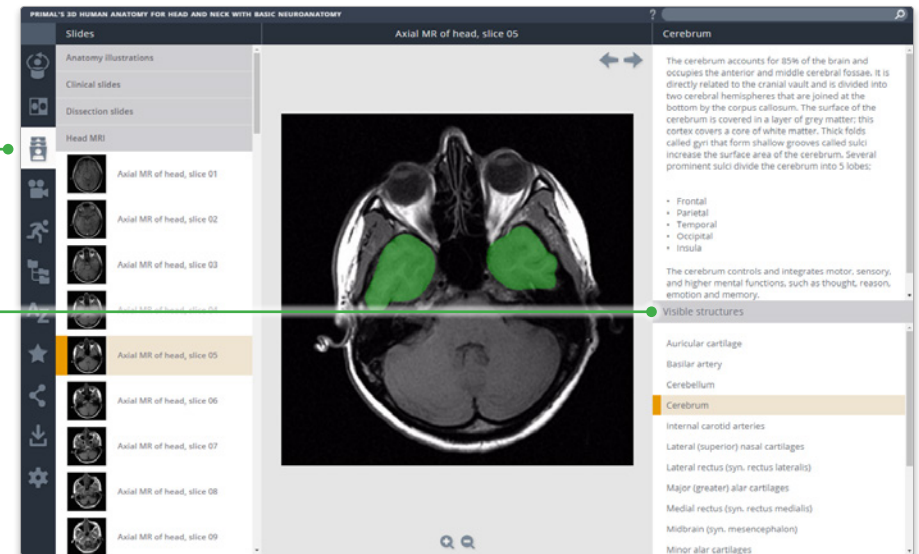 PRIMAL'S 3D HUMAN ANATOMY FOR HEAD AND NECK WITH BASIC NEUROANATOMY
?
Slides
Axial MR of head, slice 05
Cerebrum
Anatomy illustrations
Clinical slides
Dissection slides
Head MRI
Axial MR of head, slice 01
Axial MR of head, slice 02
Axial MR of head, slice 03
Axial MR of head, slice 04
Axial MR of head, slice 05
Axial MR of head, slice 06
Axial MR of head, slice 07
Axial MR of head, slice 08
Axial MR of head, slice 09
AZ
The cerebrum accounts for 85% of the brain and
occupies the anterior and middle cerebral fossae. It is
directly related to the cranial vault and is divided into
two cerebral hemispheres that are joined at the
bottom by the corpus callosum. The surface of the
cerebrum is covered in a layer of grey matter; this
cortex covers a core of white matter. Thick folds
called gyri that form shallow grooves called sulci
increase the surface area of the cerebrum. Several
prominent sulci divide the cerebrum into 5 lobes:
• Frontal
• Parietal
• Temporal
• Occipital
• Insula
The cerebrum controls and integrates motor, sensory,
and higher mental functions, such as thought, reason,
emotion and memory.
Visible structures
Auricular cartilage
Basilar artery
Cerebellum
Cerebrum
Internal carotid arteries
Lateral (superior) nasal cartilages
Lateral rectus (syn. rectus lateralis)
Major (greater) alar cartilages
Medial rectus (syn. rectus medialis)
Midbrain (syn. mesencephalon)
Minor alar cartilages